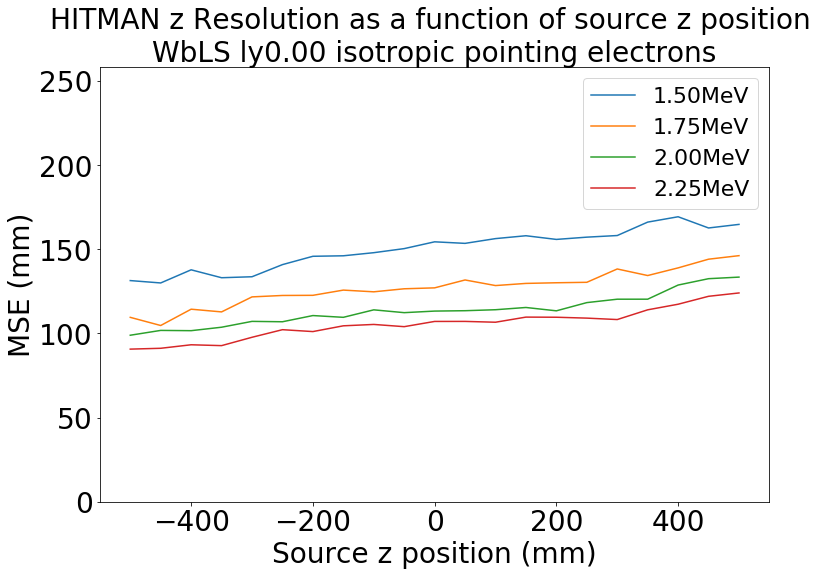 HITMAN z Resolution as a function of source z position
WbLS ly0.00 isotropic pointing electrons
250
200
150
100
50
0
MSE (mm)
1.50MeV
1.75MeV
2.00MeV
2.25MeV
−400
−200
0
200
400
Source z position (mm)